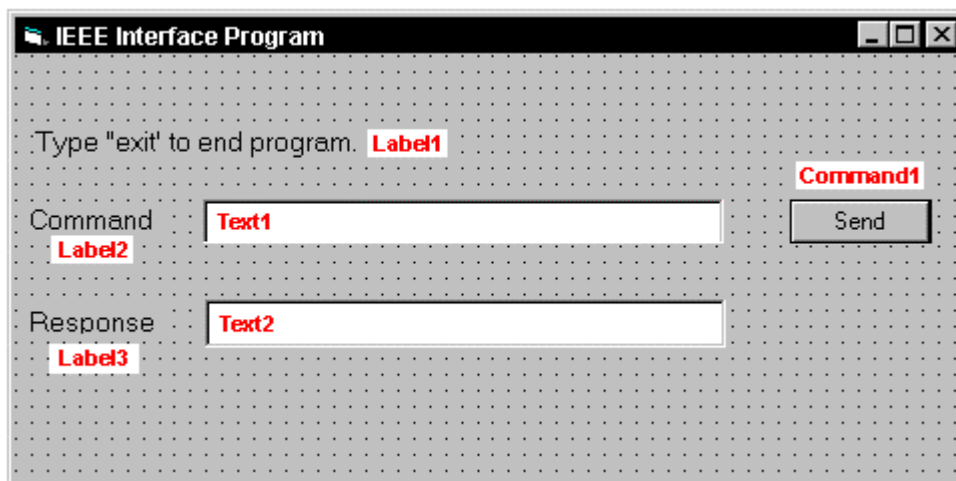 IEEE Interface Program
Type "exit' to end program. Label1
Command1
Command Text1 Send
Label2
Response Text2
Label3